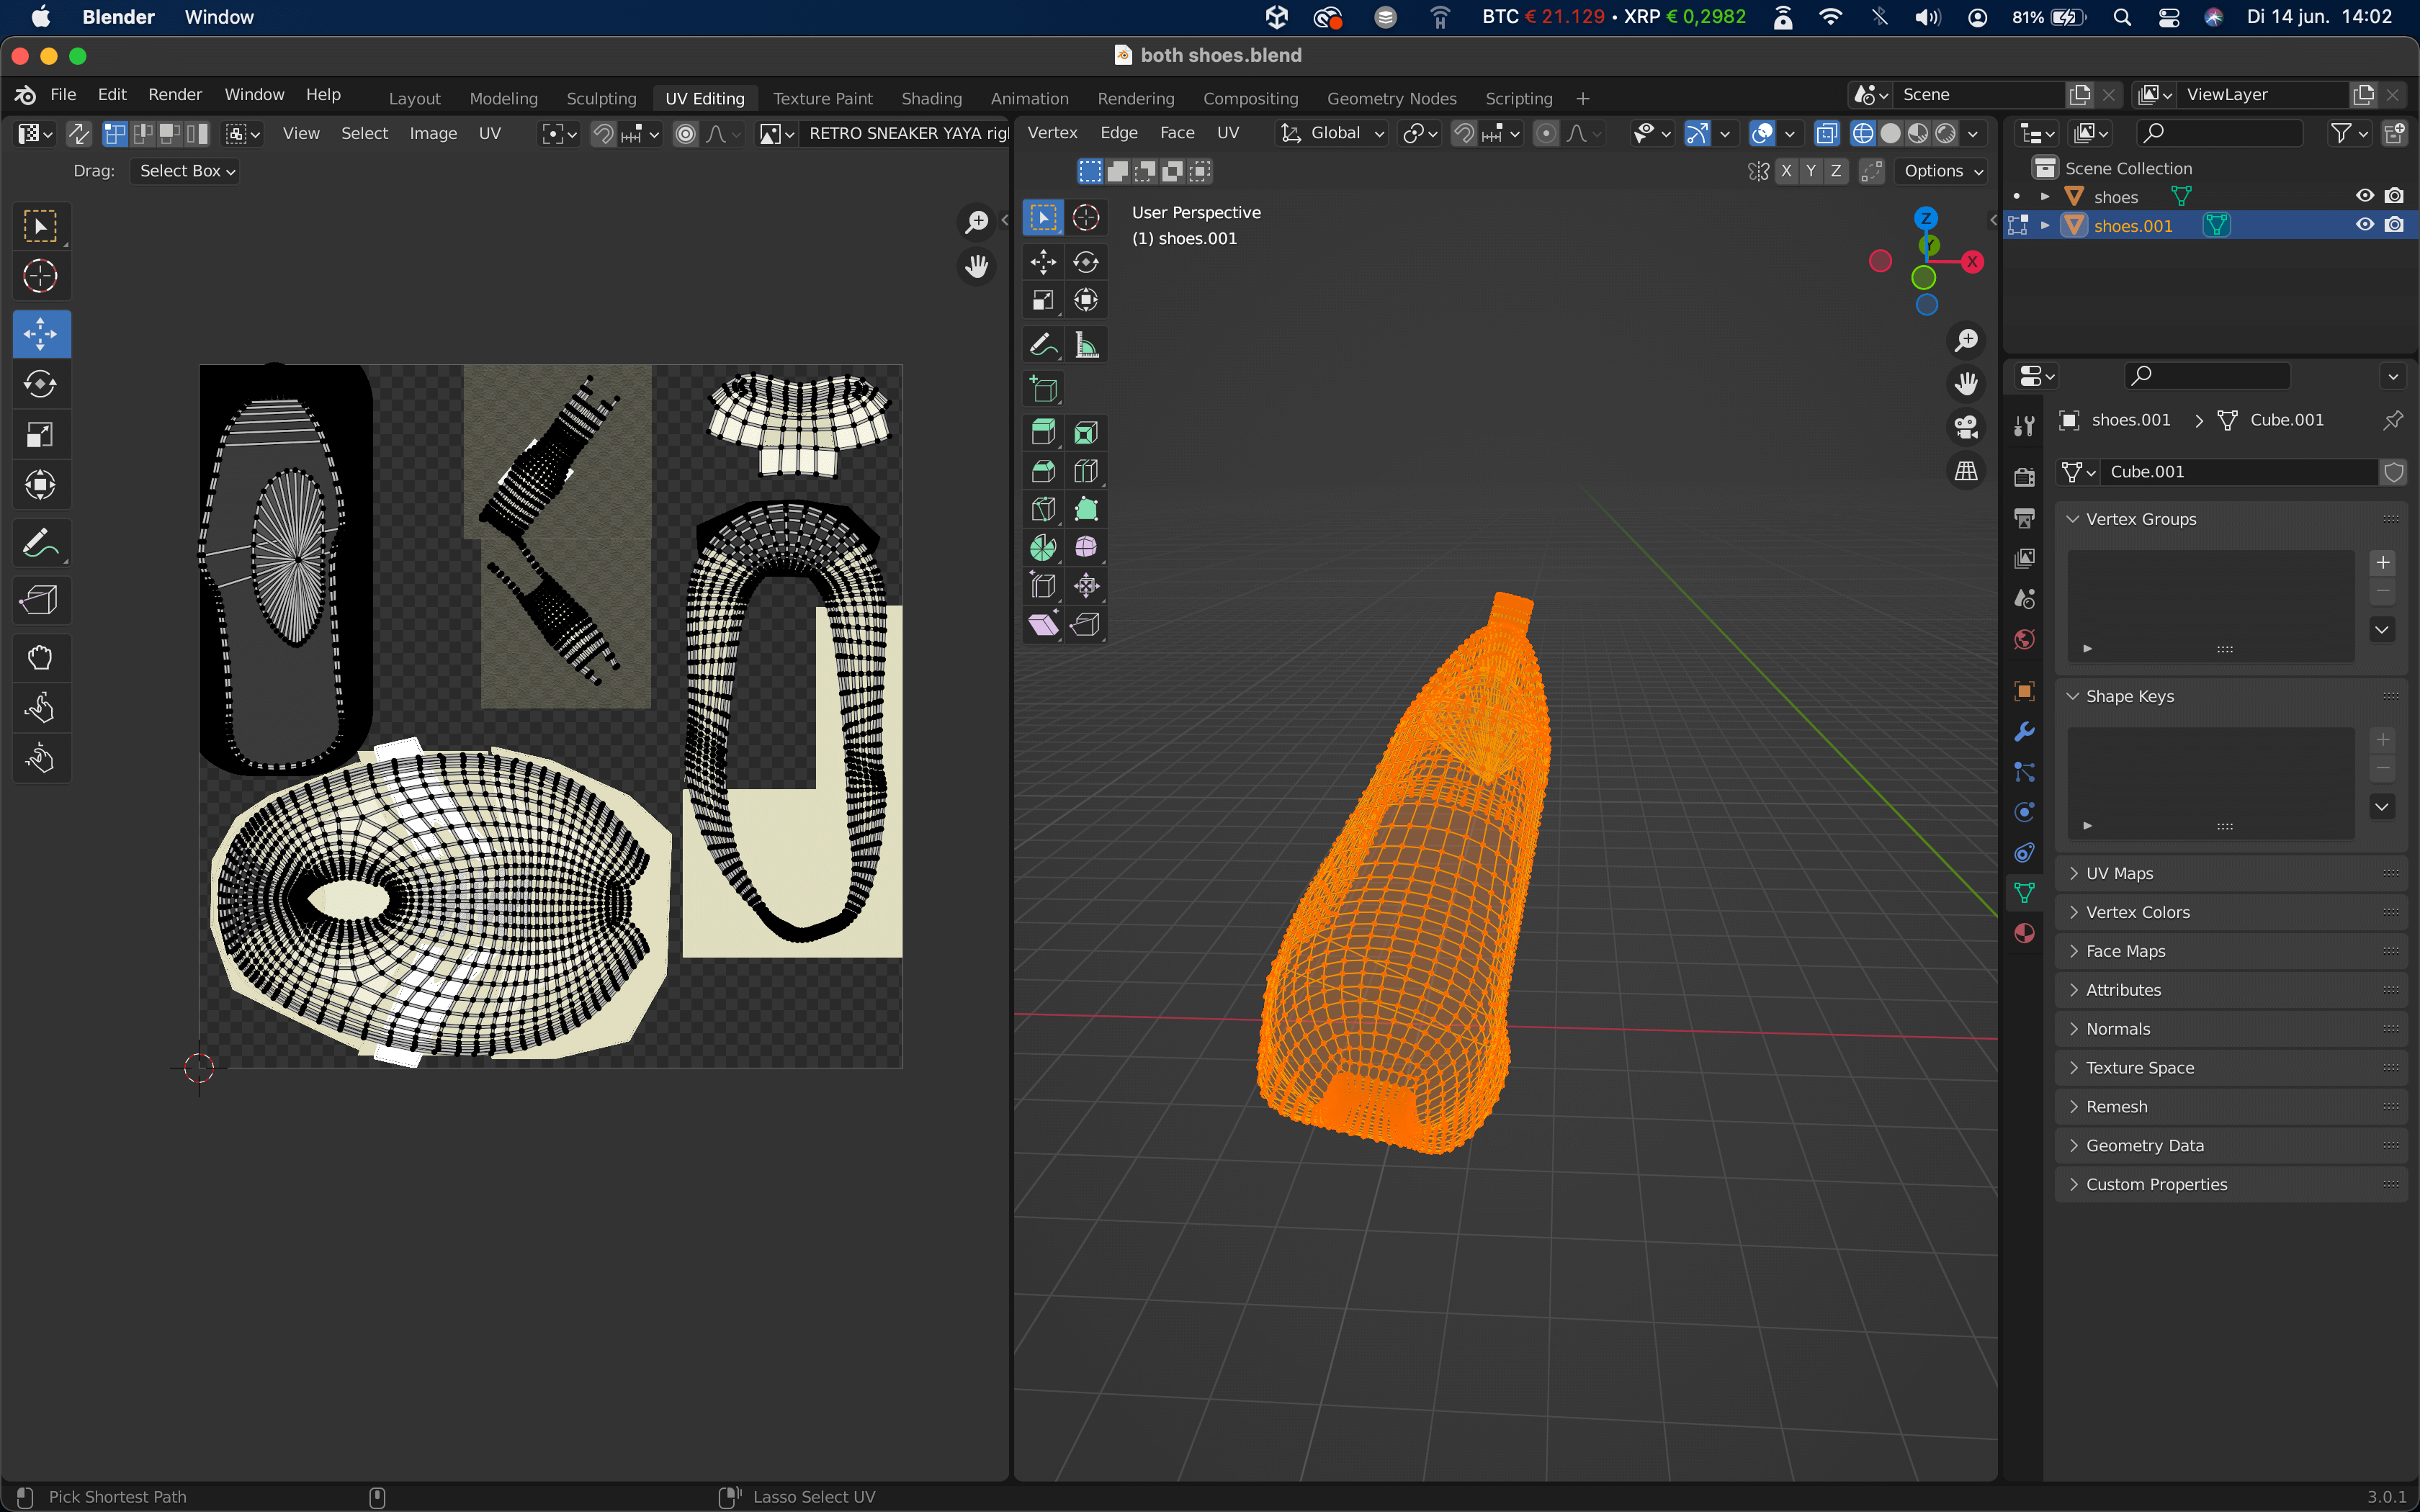 Blender Window BTC € 21.129 • XRP € 0,2982 81% Di 14 jun. 14:02
both shoes.blend
File Edit Render Window Help Layout Modeling Sculpting UV Editing Texture Paint Shading Animation Rendering Compositing Geometry Nodes Scripting + Scene ViewLayer
View Select Image UV RETRO SNEAKER YAYA rig
Vertex Edge Face UV Global
Drag: Select Box
X Y Z Options
User Perspective
(1) shoes.001
Z
Y
X
Scene Collection
shoes
shoes.001
shoes.001 > Cube.001
Cube.001
Vertex Groups
Shape Keys
UV Maps
Vertex Colors
Face Maps
Attributes
Normals
Texture Space
Remesh
Geometry Data
Custom Properties
Pick Shortest Path Lasso Select UV 3.0.1